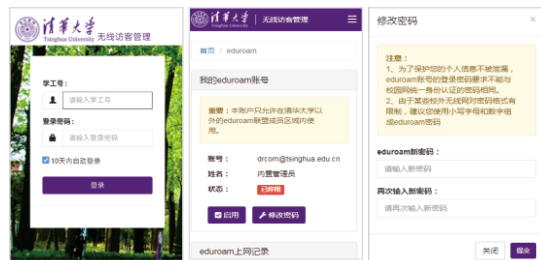 清华大学
Tsinghua University
无线访客管理
学工号：
请输入学工号
登录密码：
请输入登录密码
10天内自动登录
登录
清华大学
Tsinghua University
无线访客管理
首页 / eduroam
我的eduroam账号
重要：本账户只允许在清华大学以
外的eduroam联盟成员区域内使
用。
账号： drcom@tsinghua.edu.cn
姓名： 内置管理员
状态： 已停用
启用 修改密码
eduroam上网记录
修改密码
×
注意：
1、为了保护您的个人信息不被泄漏，
eduroam账号的登录密码要求不能与
校园网统一身份认证的密码相同。
2、由于某些校外无线网对密码格式有
限制，建议您使用小写字母和数字组
成eduroam密码
eduroam新密码：
请输入新密码
再次输入新密码：
请再次输入新密码
关闭 提交